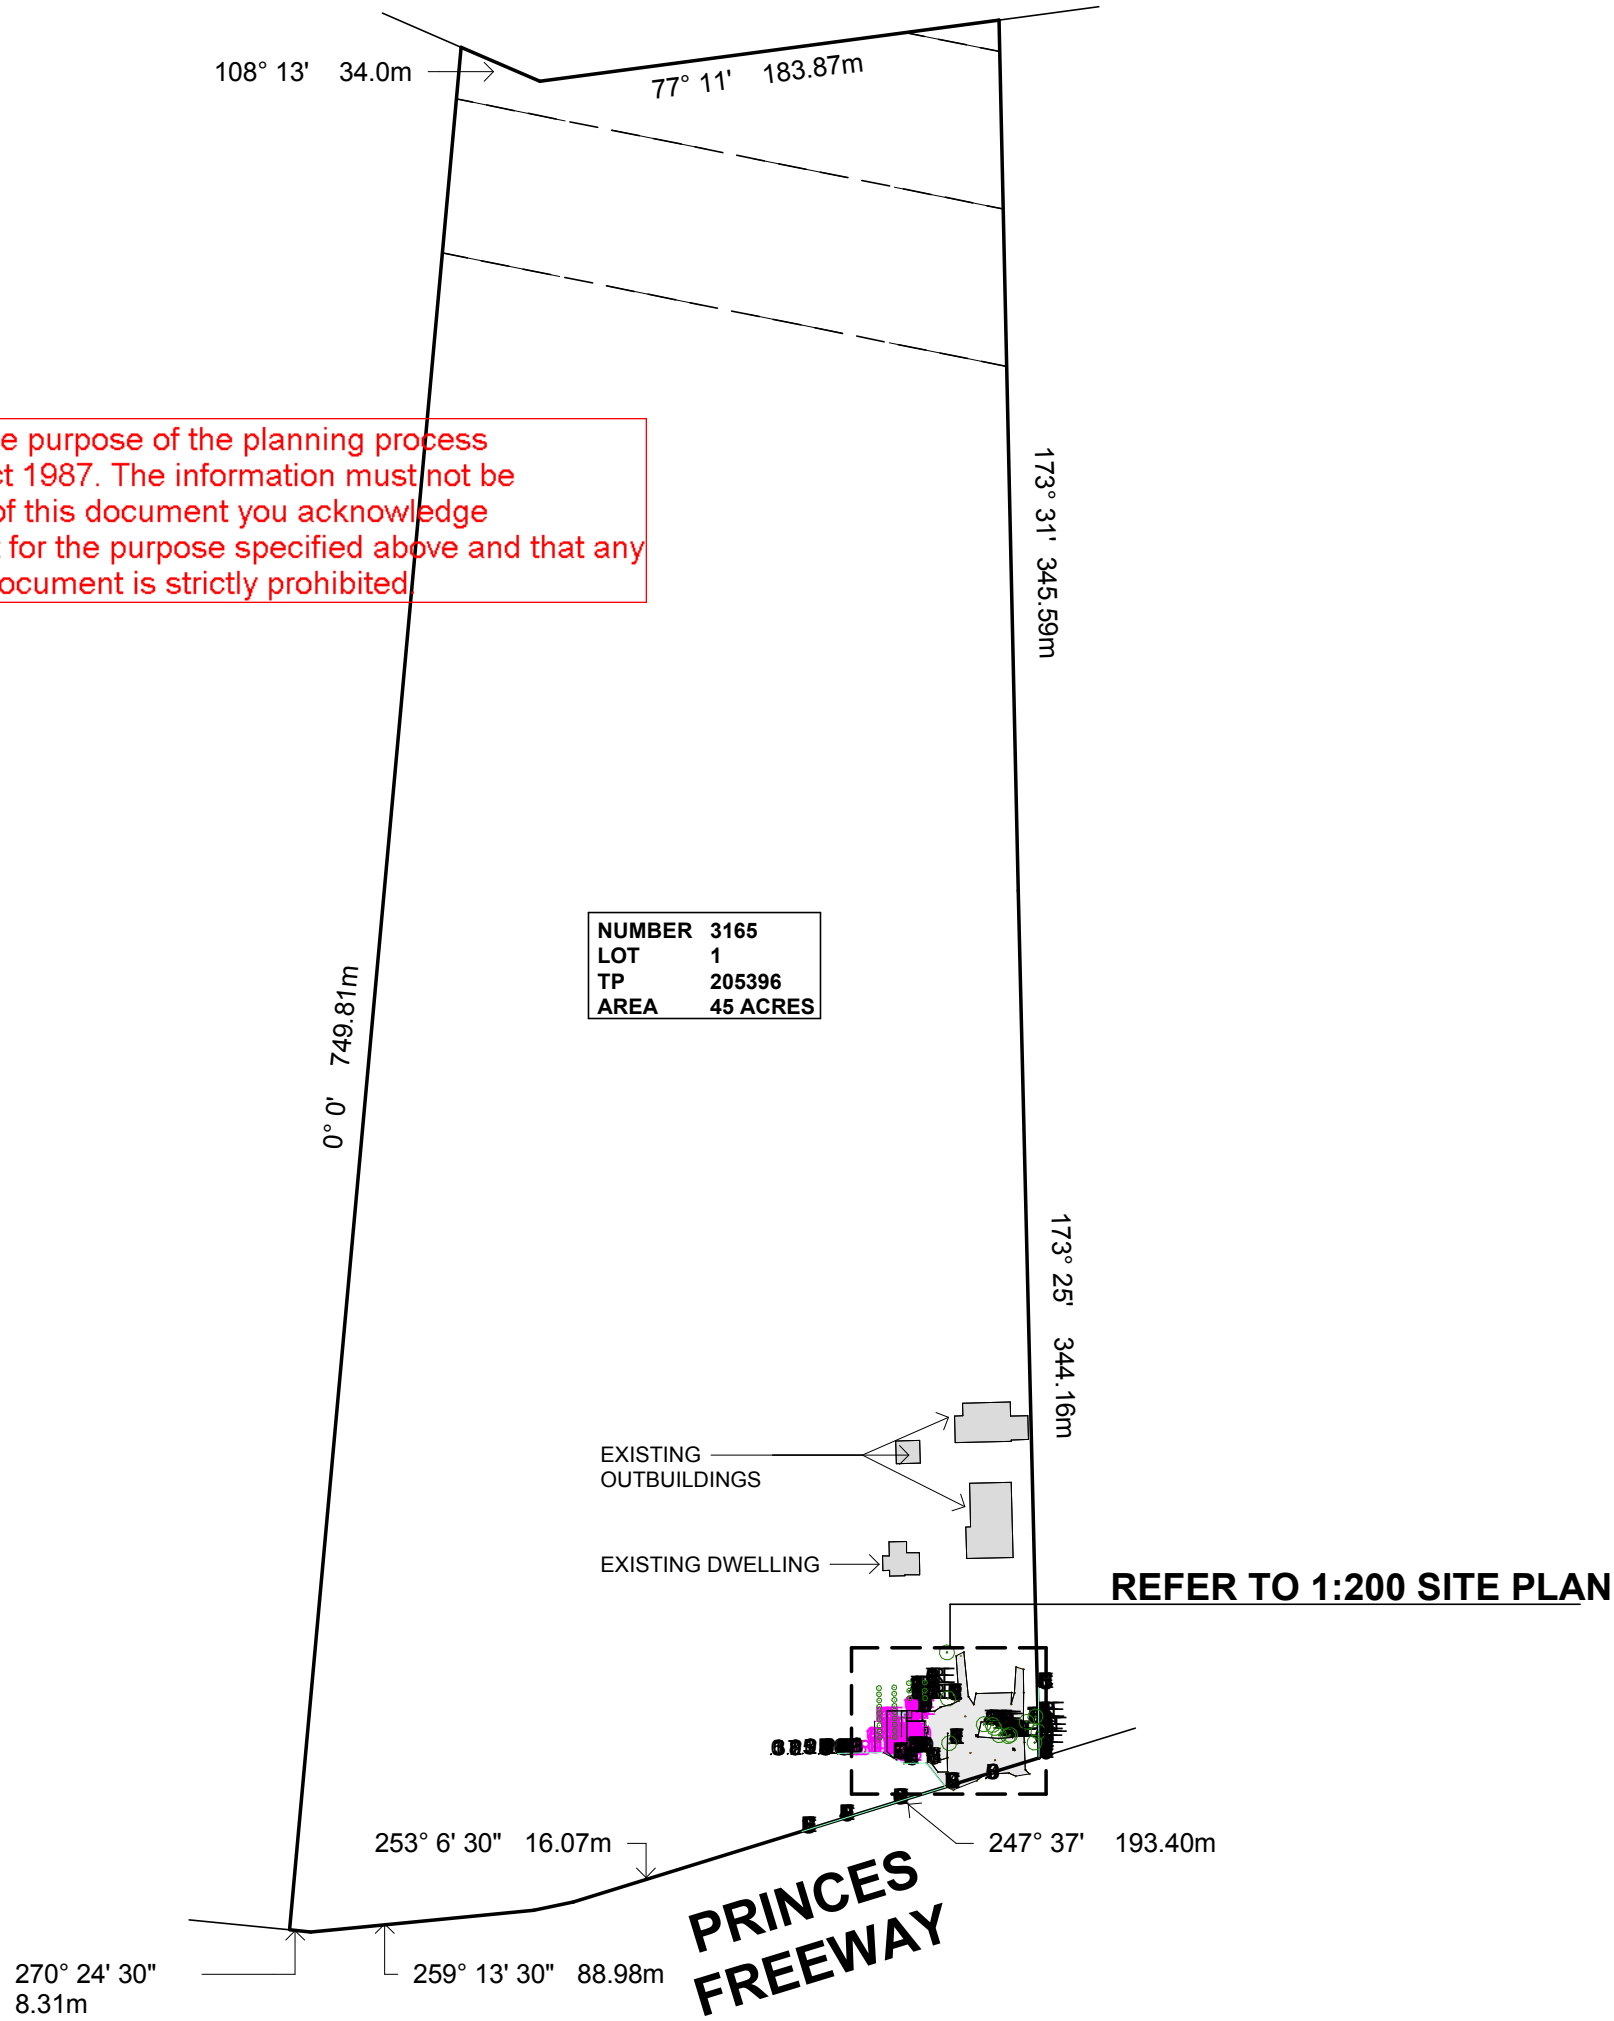 108° 13' 34.0m
77° 11' 183.87m
e purpose of the planning process
ct 1987. The information must not be
of this document you acknowledge
t for the purpose specified above and that any
ocument is strictly prohibited.
173° 31' 345.59m
NUMBER 3165
LOT 1
TP 205396
AREA 45 ACRES
0° 0' 749.81m
173° 25' 344.16m
EXISTING
OUTBUILDINGS
EXISTING DWELLING
REFER TO 1:200 SITE PLAN
253° 6' 30" 16.07m
247° 37' 193.40m
PRINCES
FREEWAY
270° 24' 30"
8.31m
259° 13' 30" 88.98m